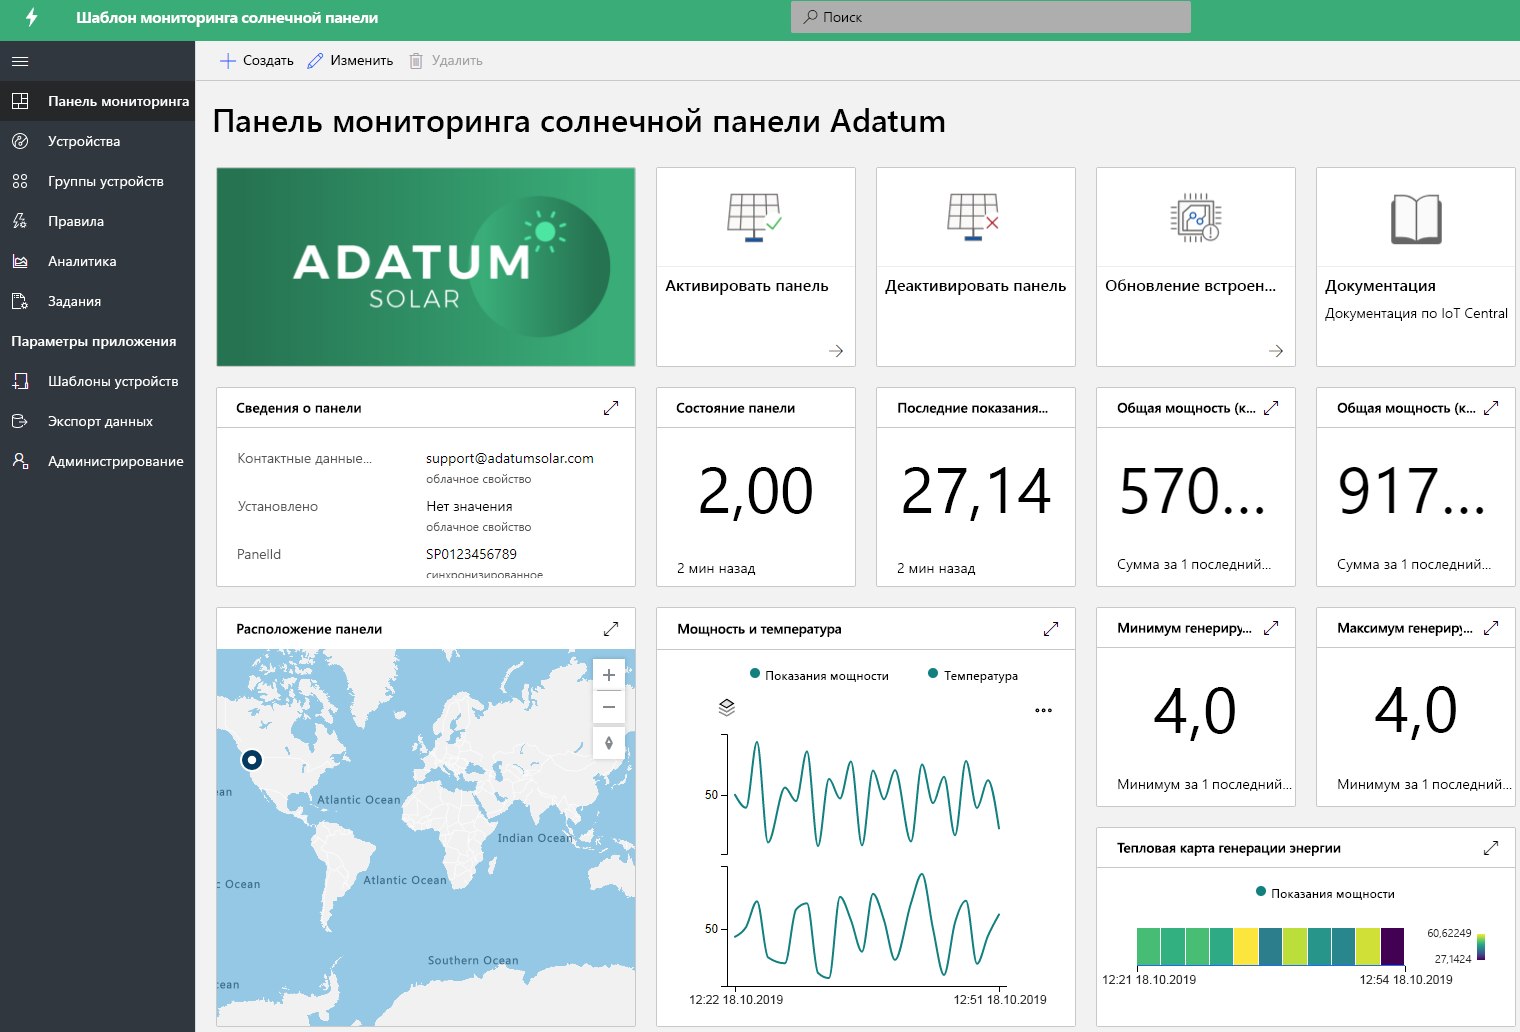 Шаблон мониторинга солнечной панели
Поиск
Создать
Изменить
Удалить
Панель мониторинга
Устройства
Группы устройств
Правила
Аналитика
Задания
Параметры приложения
Шаблоны устройств
Экспорт данных
Администрирование
Панель мониторинга солнечной панели Adatum
ADATUM
SOLAR
Активировать панель
Деактивировать панель
Обновление встроен...
Документация
Документация по IoT Central
Сведения о панели
Контактные данные...
support@adatumsolar.com
облачное свойство
Установлено
Нет значения
облачное свойство
PanelId
SP0123456789
синхронизированное
Состояние панели
2,00
2 мин назад
Последние показания...
27,14
2 мин назад
Общая мощность (к...
570...
Сумма за 1 последний...
Общая мощность (к...
917...
Сумма за 1 последний...
Расположение панели
ean
Atlantic Ocean
Indian Ocean
c Ocean
Atlantic Ocean
Southern Ocean
cean
Мощность и температура
Показания мощности
Температура
50
50
12:22 18.10.2019
12:51 18.10.2019
Минимум генериру...
4,0
Минимум за 1 последний...
Максимум генериру...
4,0
Минимум за 1 последний...
Тепловая карта генерации энергии
Показания мощности
60,62249
27,1424
12:21 18.10.2019
12:54 18.10.2019